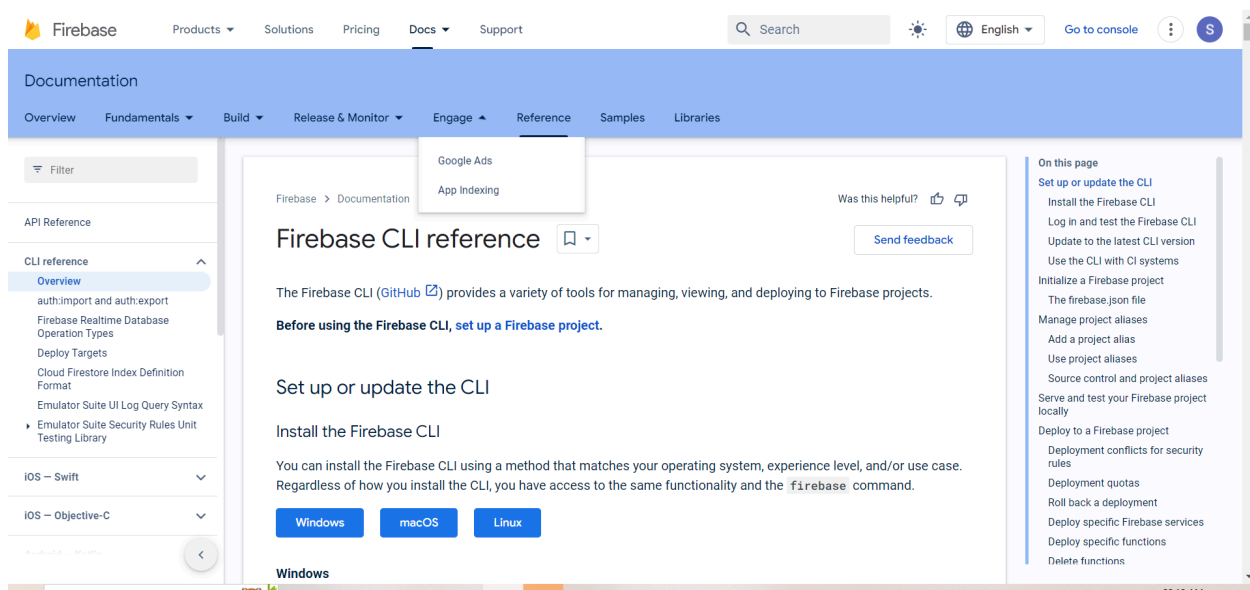 Firebase
Products
Solutions
Pricing
Docs
Support
Search
English
Go to console
S
Documentation
Overview
Fundamentals
Build
Release & Monitor
Engage
Reference
Samples
Libraries
Google Ads
App Indexing
Filter
API Reference
CLI reference
Overview
auth:import and auth:export
Firebase Realtime Database
Operation Types
Deploy Targets
Cloud Firestore Index Definition
Format
Emulator Suite UI Log Query Syntax
Emulator Suite Security Rules Unit
Testing Library
iOS — Swift
iOS — Objective-C
Firebase > Documentation
Was this helpful?
Firebase CLI reference
Send feedback
The Firebase CLI (GitHub) provides a variety of tools for managing, viewing, and deploying to Firebase projects.
Before using the Firebase CLI, set up a Firebase project.
Set up or update the CLI
Install the Firebase CLI
You can install the Firebase CLI using a method that matches your operating system, experience level, and/or use case.
Regardless of how you install the CLI, you have access to the same functionality and the firebase command.
Windows
macOS
Linux
Windows
On this page
Set up or update the CLI
Install the Firebase CLI
Log in and test the Firebase CLI
Update to the latest CLI version
Use the CLI with CI systems
Initialize a Firebase project
The firebase.json file
Manage project aliases
Add a project alias
Use project aliases
Source control and project aliases
Serve and test your Firebase project
locally
Deploy to a Firebase project
Deployment conflicts for security
rules
Deployment quotas
Roll back a deployment
Deploy specific Firebase services
Deploy specific functions
Delete functions